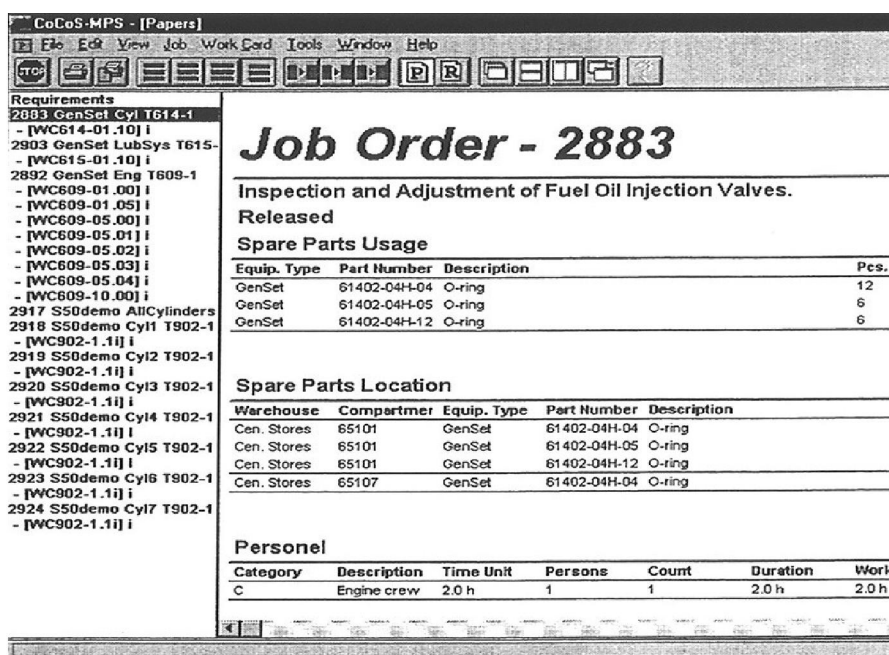 CoCoS-MPS - [Papers]
File Edit View Job Work Card Tools Window Help
STOP P R
Requirements
2883 GenSet Cyl T614-1
- [WC614-01.10] i
2903 GenSet LubSys T615-
- [WC615-01.10] i
2892 GenSet Eng T609-1
- [WC609-01.00] i
- [WC609-01.05] i
- [WC609-05.00] i
- [WC609-05.01] i
- [WC609-05.02] i
- [WC609-05.03] i
- [WC609-05.04] i
- [WC609-10.00] i
2917 S50demo AllCylinders
2918 S50demo Cyl1 T902-1
- [WC902-1.1i] i
2919 S50demo Cyl2 T902-1
- [WC902-1.1i] i
2920 S50demo Cyl3 T902-1
- [WC902-1.1i] i
2921 S50demo Cyl4 T902-1
- [WC902-1.1i] i
2922 S50demo Cyl5 T902-1
- [WC902-1.1i] i
2923 S50demo Cyl6 T902-1
- [WC902-1.1i] i
2924 S50demo Cyl7 T902-1
- [WC902-1.1i] i
Job Order - 2883
Inspection and Adjustment of Fuel Oil Injection Valves.
Released
Spare Parts Usage
Equip. Type Part Number Description Pcs.
GenSet 61402-04H-04 O-ring 12
GenSet 61402-04H-05 O-ring 6
GenSet 61402-04H-12 O-ring 6
Spare Parts Location
Warehouse Compartmer Equip. Type Part Number Description
Cen. Stores 65101 GenSet 61402-04H-04 O-ring
Cen. Stores 65101 GenSet 61402-04H-05 O-ring
Cen. Stores 65101 GenSet 61402-04H-12 O-ring
Cen. Stores 65107 GenSet 61402-04H-04 O-ring
Personel
Category Description Time Unit Persons Count Duration Work
C Engine crew 2.0 h 1 1 2.0 h 2.0 h